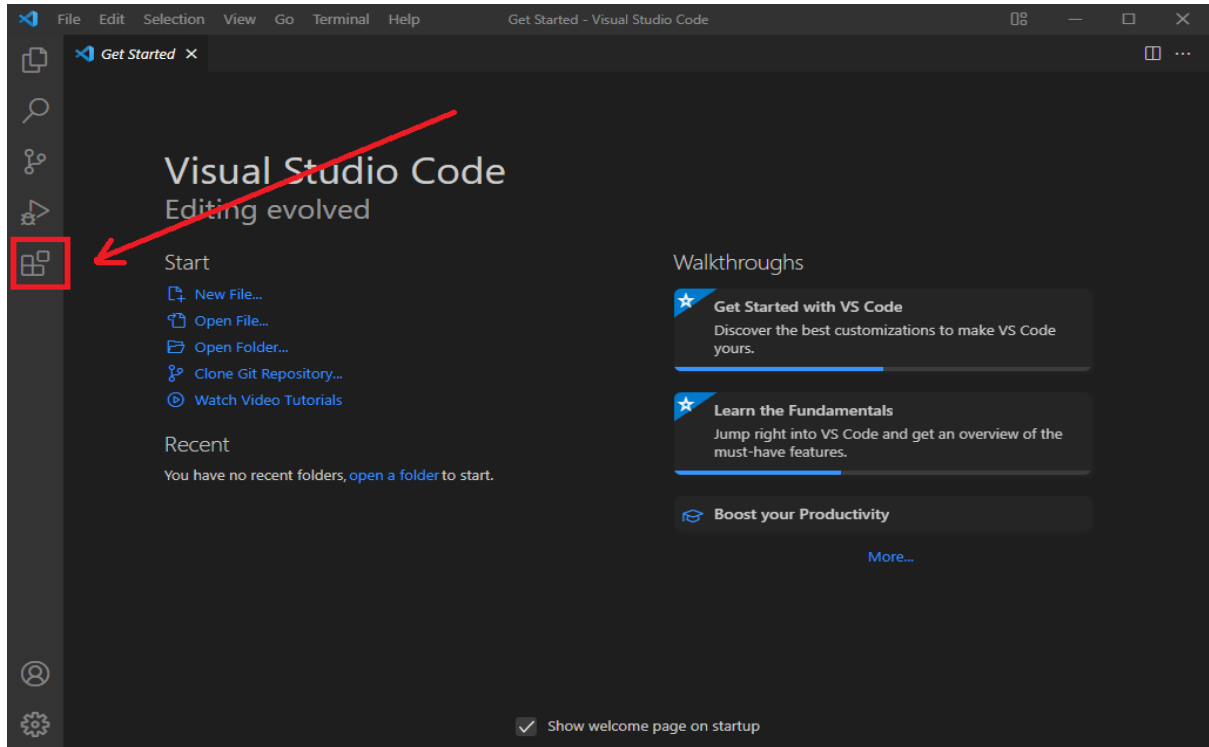 File Edit Selection View Go Terminal Help Get Started - Visual Studio Code
Get Started
Visual Studio Code
Editing evolved
Start
New File...
Open File...
Open Folder...
Clone Git Repository...
Watch Video Tutorials
Recent
You have no recent folders, open a folder to start.
Walkthroughs
Get Started with VS Code
Discover the best customizations to make VS Code
yours.
Learn the Fundamentals
Jump right into VS Code and get an overview of the
must-have features.
Boost your Productivity
More...
Show welcome page on startup